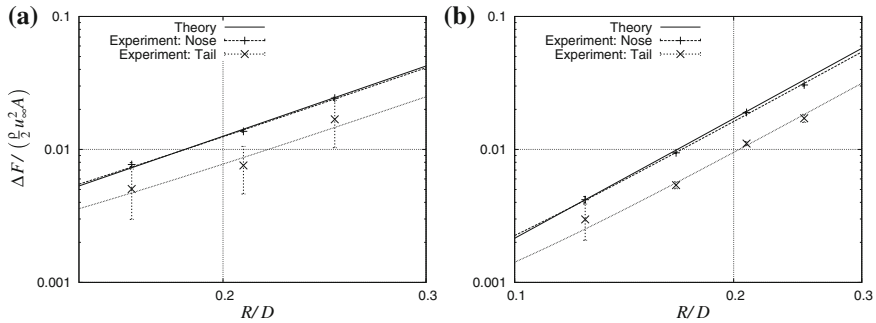 (a)
Theory
Experiment: Nose
Experiment: Tail
0.1
0.01
0.001
ΔF/(ρ/2 u²∞A)
0.2
0.3
R/D
(b)
Theory
Experiment: Nose
Experiment: Tail
0.1
0.01
0.001
0.1
0.2
0.3
R/D